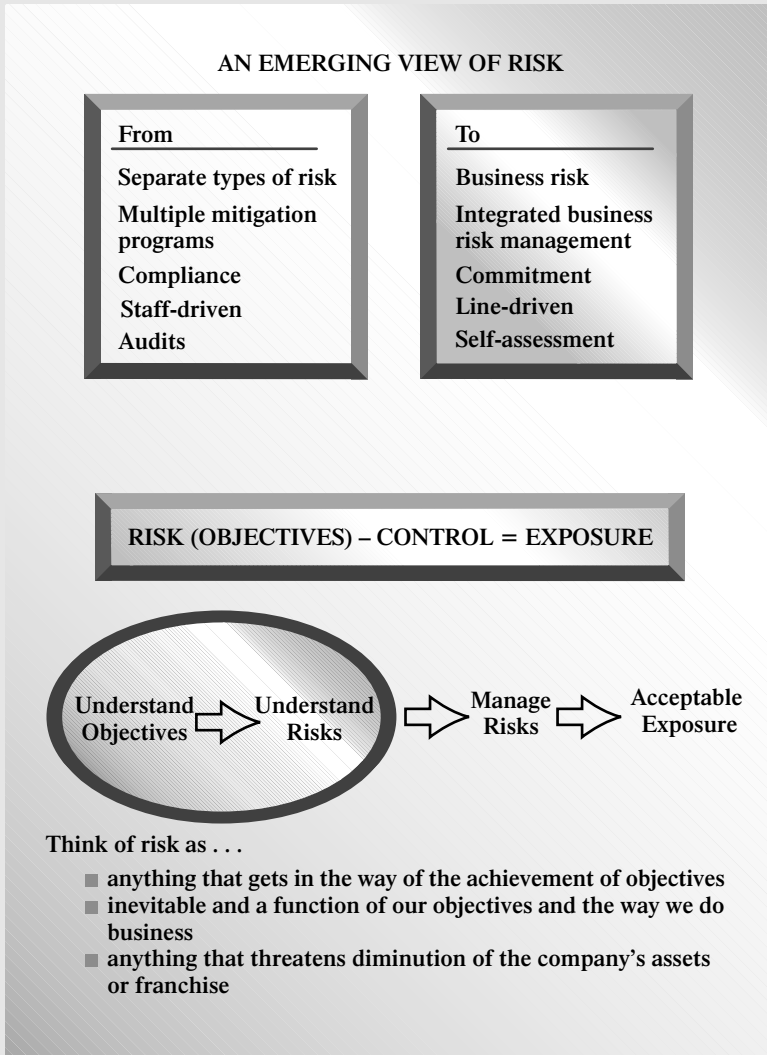 AN EMERGING VIEW OF RISK
From
Separate types of risk
Multiple mitigation
programs
Compliance
Staff-driven
Audits
To
Business risk
Integrated business
risk management
Commitment
Line-driven
Self-assessment
RISK (OBJECTIVES) – CONTROL = EXPOSURE
Understand
Objectives
Understand
Risks
Manage
Risks
Acceptable
Exposure
Think of risk as . . .
anything that gets in the way of the achievement of objectives
inevitable and a function of our objectives and the way we do
business
anything that threatens diminution of the company’s assets
or franchise